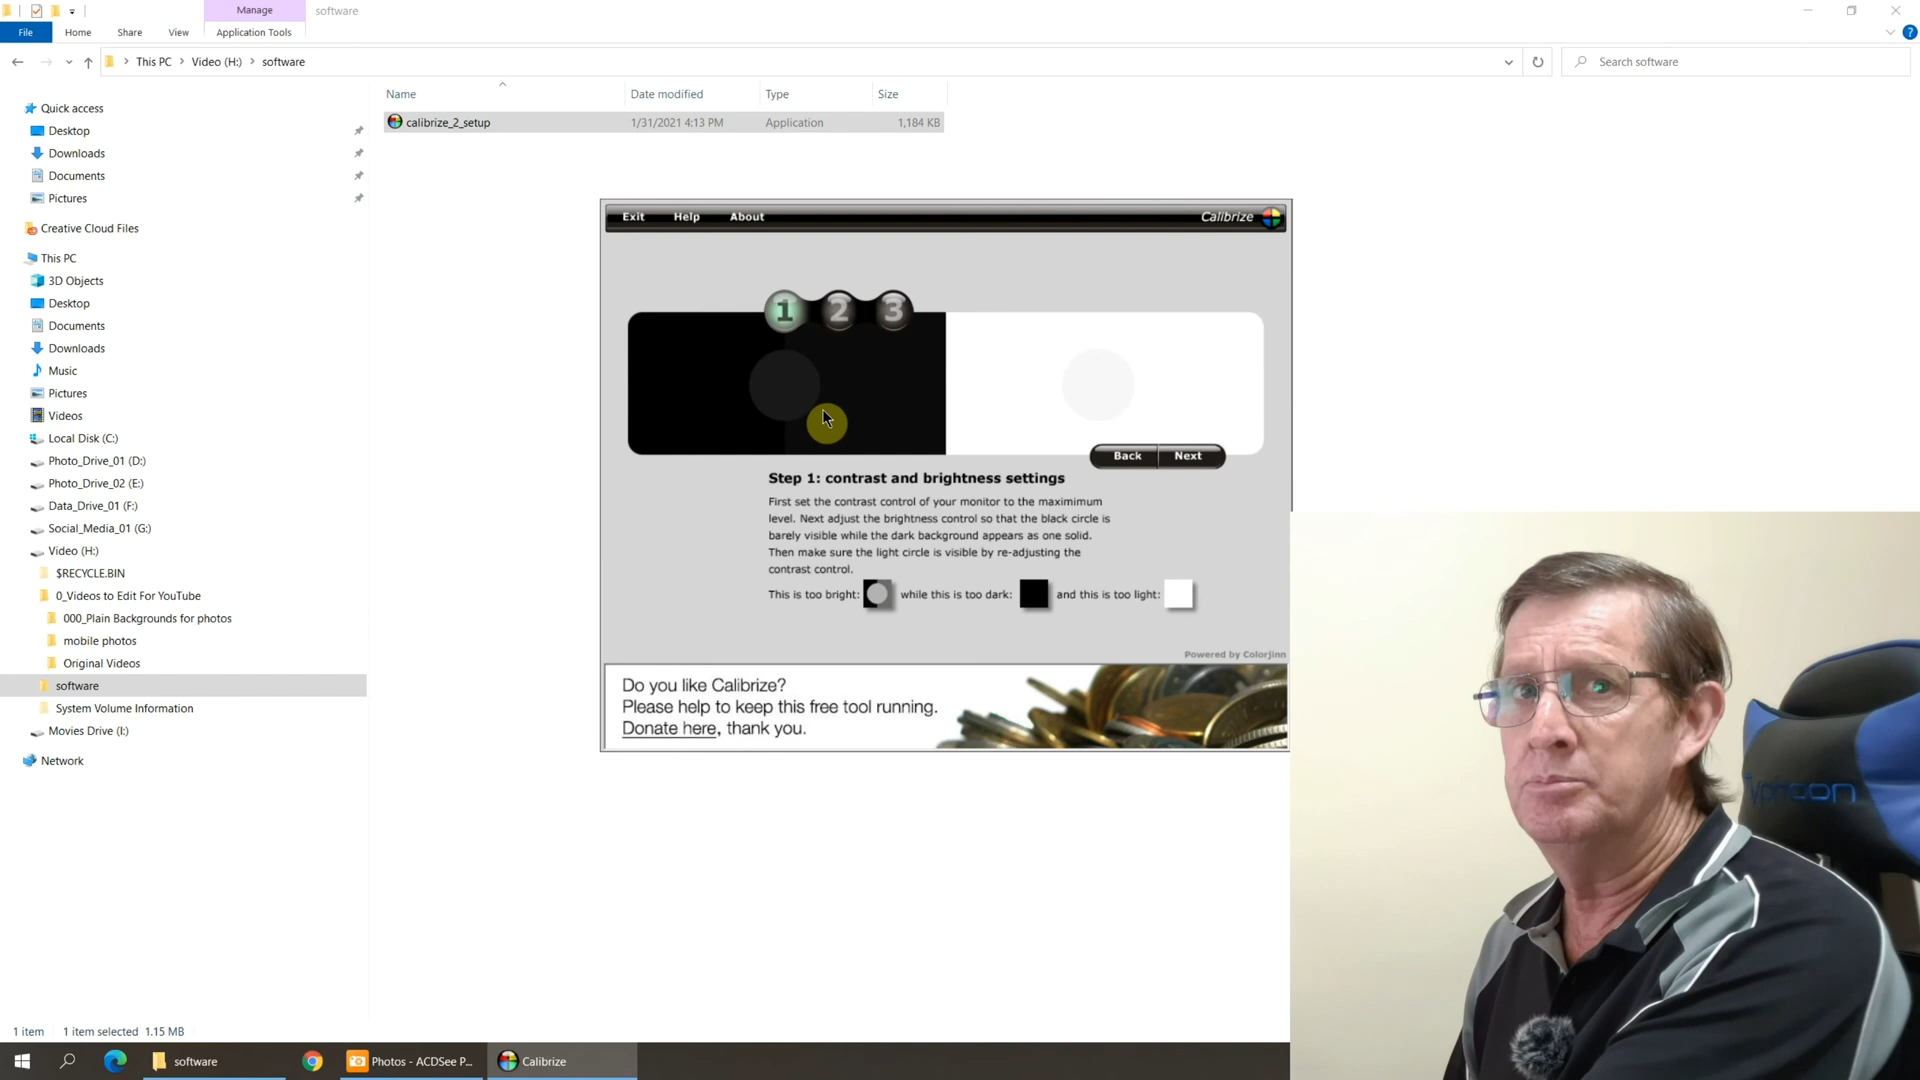 Manage
software
File
Home
Share
View
Application Tools
This PC
Video (H:)
software
Search software
Name
Date modified
Type
Size
calibrize_2_setup
1/31/2021 4:13 PM
Application
1,184 KB
Quick access
Desktop
Downloads
Documents
Pictures
Creative Cloud Files
This PC
3D Objects
Desktop
Documents
Downloads
Music
Pictures
Videos
Local Disk (C:)
Photo_Drive_01 (D:)
Photo_Drive_02 (E:)
Data_Drive_01 (F:)
Social_Media_01 (G:)
Video (H:)
$RECYCLE.BIN
0_Videos to Edit For YouTube
000_Plain Backgrounds for photos
mobile photos
Original Videos
software
System Volume Information
Movies Drive (I:)
Network
Exit
Help
About
Calibrize
1
2
3
Back
Next
Step 1: contrast and brightness settings
First set the contrast control of your monitor to the maximimum
level. Next adjust the brightness control so that the black circle is
barely visible while the dark background appears as one solid.
Then make sure the light circle is visible by re-adjusting the
contrast control.
This is too bright:
while this is too dark:
and this is too light:
Powered by Colorjinn
Do you like Calibrize?
Please help to keep this free tool running.
Donate here, thank you.
1 item
1 item selected 1.15 MB
software
Photos - ACDSee P...
Calibrize